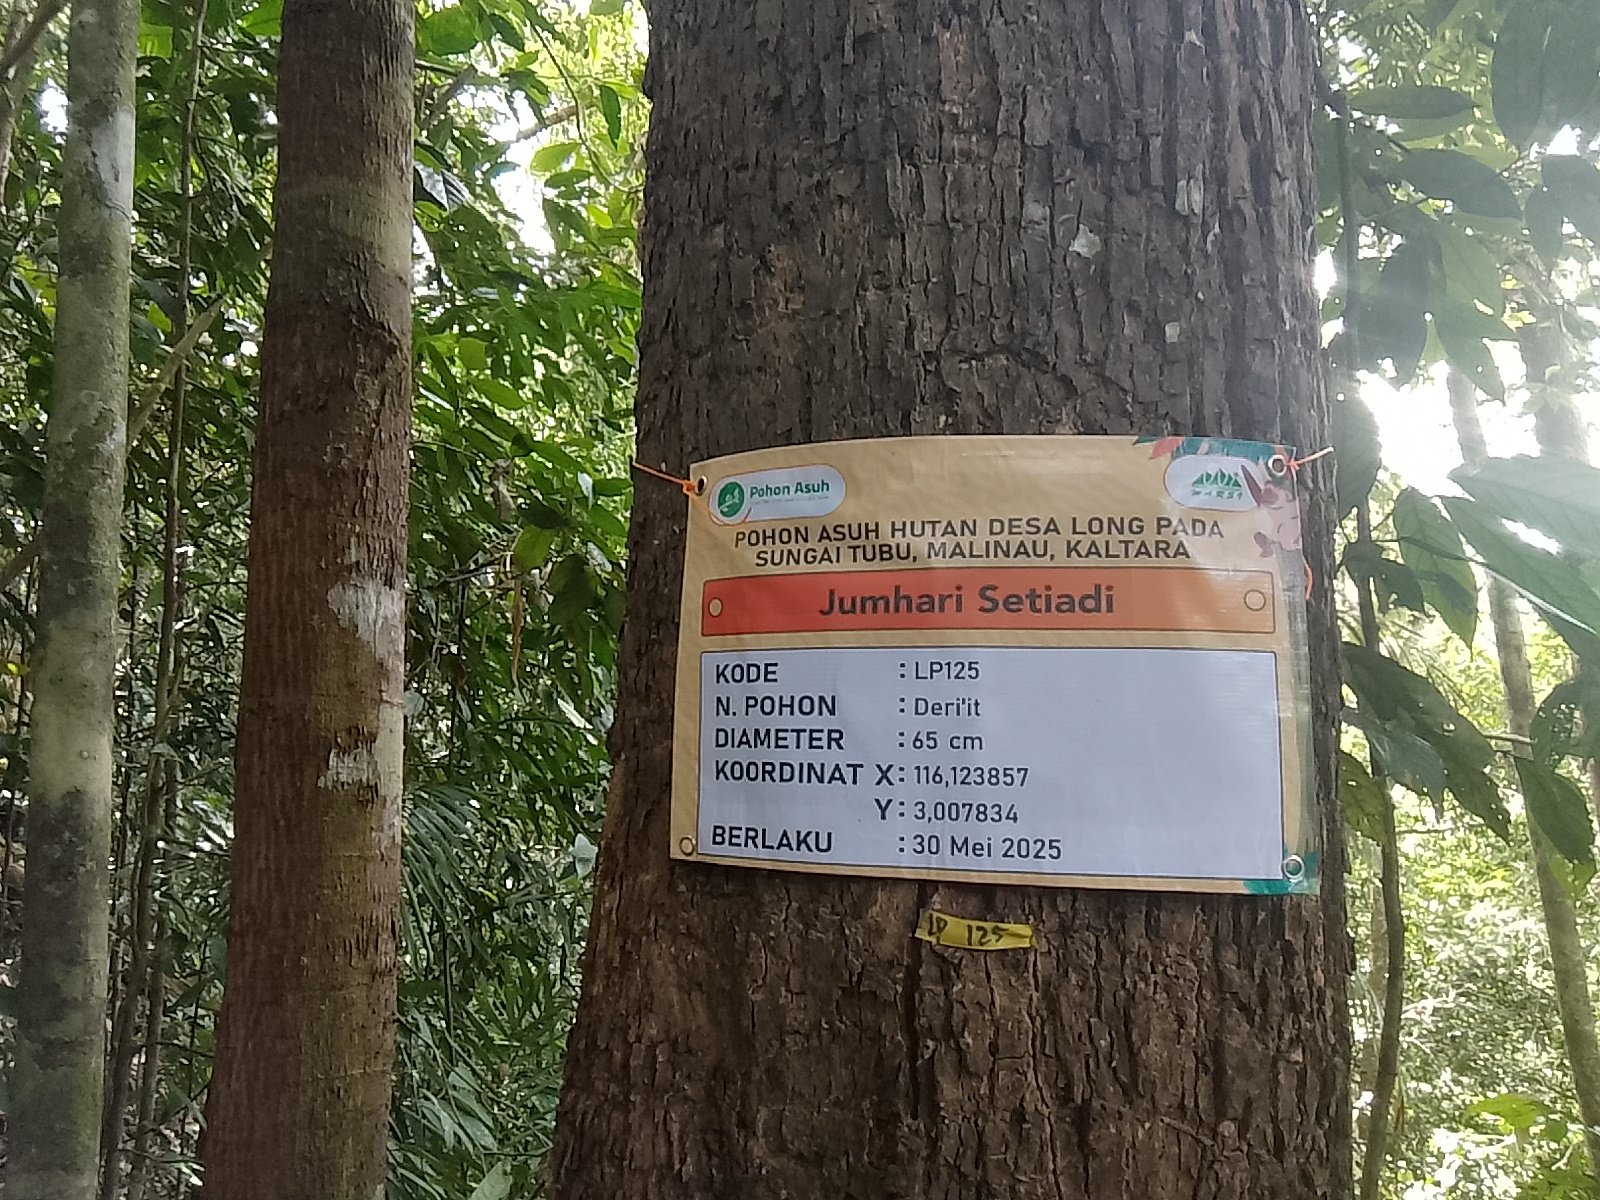 Pohon Asuh
WARSI
POHON ASUH HUTAN DESA LONG PADA
SUNGAI TUBU, MALINAU, KALTARA
Jumhari Setiadi
KODE : LP125
N. POHON : Deri'it
DIAMETER : 65 cm
KOORDINAT X : 116,123857
Y : 3,007834
BERLAKU : 30 Mei 2025
LP 125